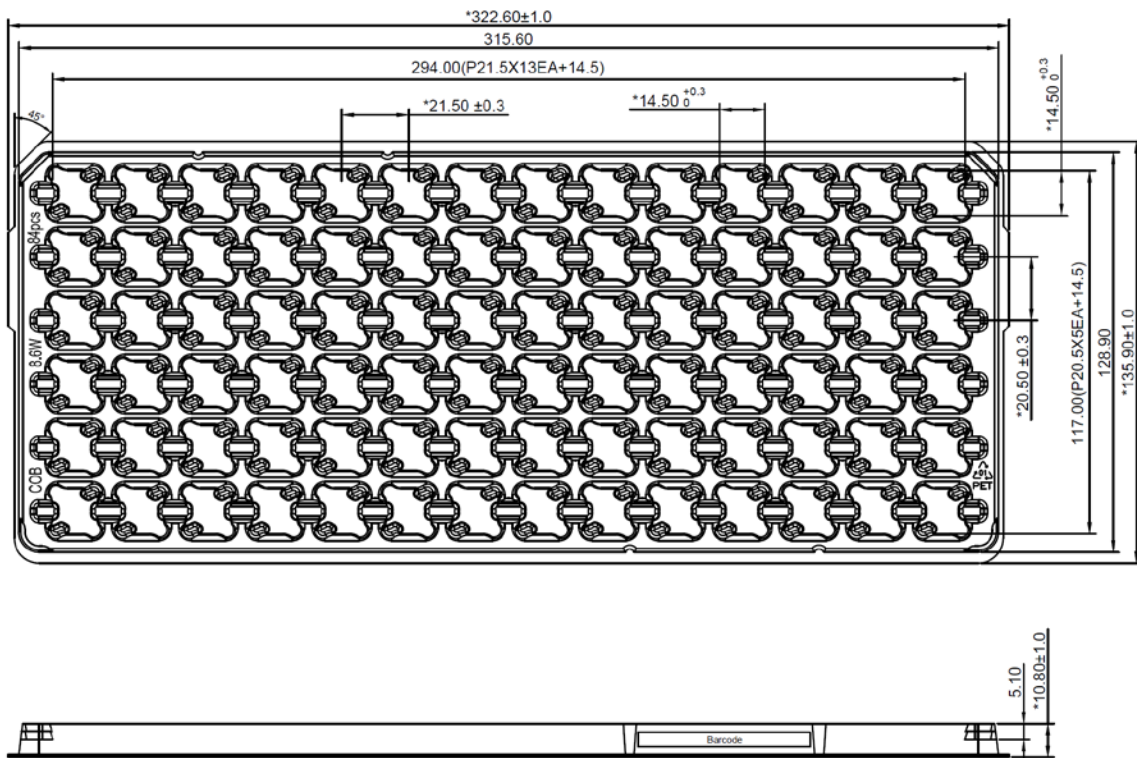 *322.60±1.0
315.60
294.00(P21.5X13EA+14.5)
*21.50 ±0.3
*14.50 +0.3 0
*14.50 +0.3 0
45°
84pcs
8.6W
COB
*20.50 ±0.3
117.00(P20.5X5EA+14.5)
128.90
*135.90±1.0
01
PET
5.10
*10.80±1.0
Barcode